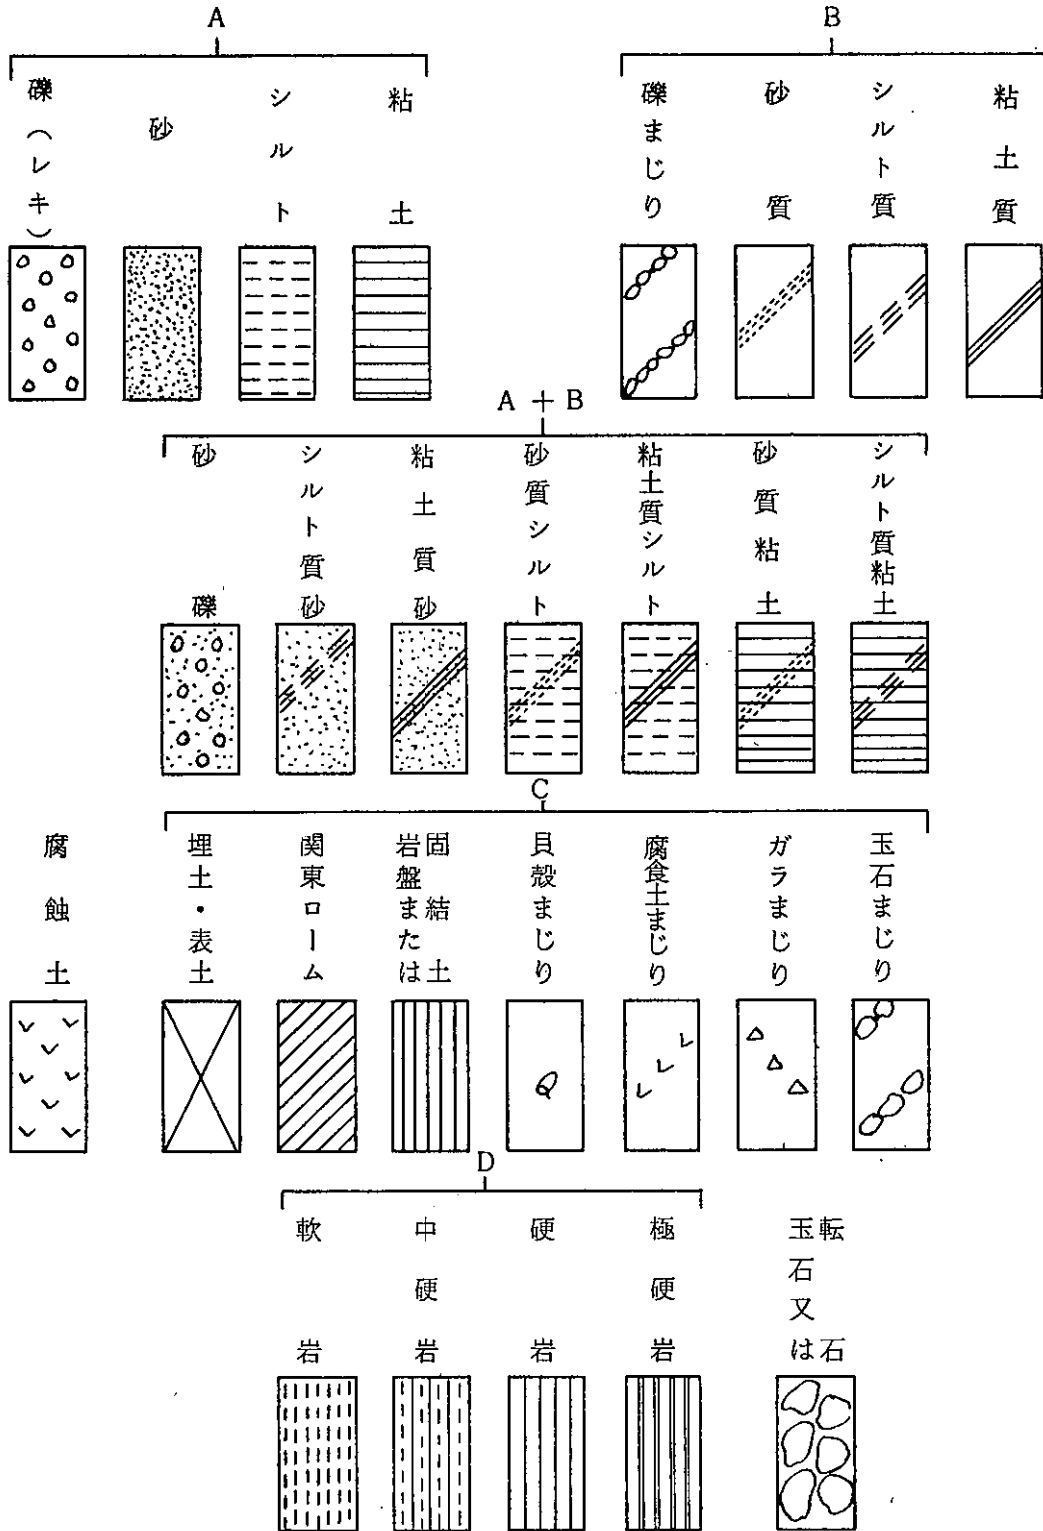 A
礫(レキ)
砂
シルト
粘土
B
礫まじり
砂質
シルト質
粘土質
A + B
砂礫
シルト質砂
粘土質砂
砂質シルト
粘土質シルト
砂質粘土
シルト質粘土
腐蝕土
C
埋土・表土
関東ローム
固結土
岩盤または
貝殻まじり
腐食土まじり
ガラまじり
玉石まじり
D
軟岩
中硬岩
硬岩
極硬岩
転石
玉石又は